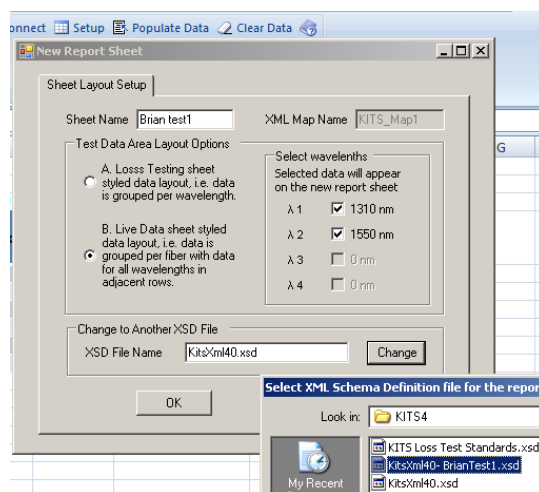 onnect Setup Populate Data Clear Data
New Report Sheet
Sheet Layout Setup
Sheet Name Brian test1 XML Map Name KITS_Map1
Test Data Area Layout Options
A. Losss Testing sheet
styled data layout, i.e. data
is grouped per wavelength.
B. Live Data sheet styled
data layout, i.e. data is
grouped per fiber with data
for all wavelengths in
adjacent rows.
Select wavelenths
Selected data will appear
on the new report sheet
λ 1 1310 nm
λ 2 1550 nm
λ 3 0 nm
λ 4 0 nm
G
Change to Another XSD File
XSD File Name KitsXml40.xsd Change
OK
Select XML Schema Definition file for the repor
Look in: KITS4
My Recent
KITS Loss Test Standards.xsd
KitsXml40- BrianTest1.xsd
KitsXml40.xsd